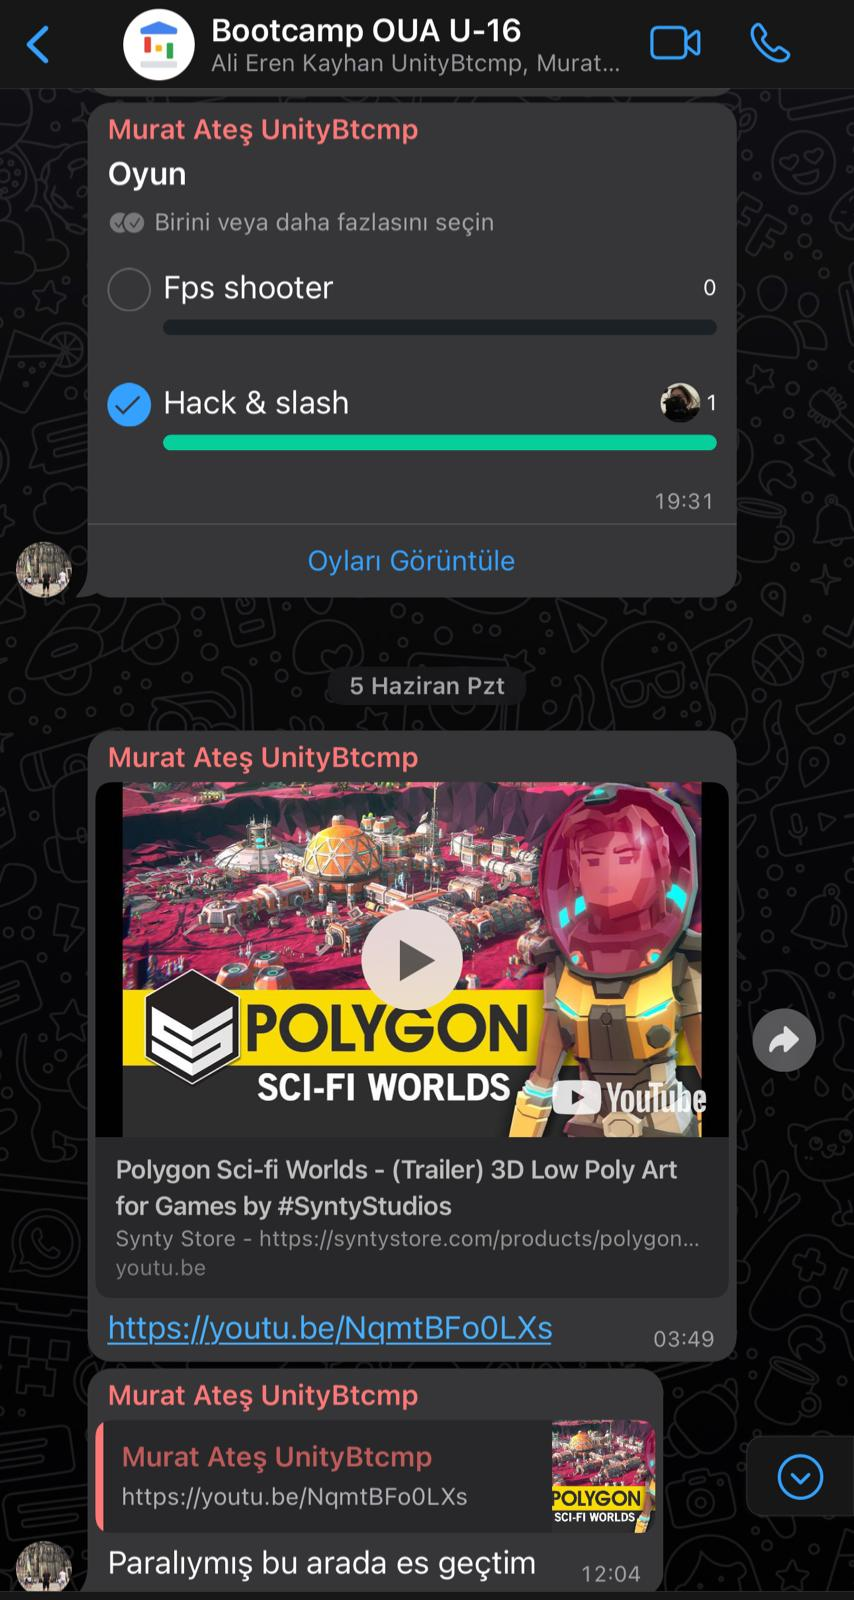 Bootcamp OUA U-16
Ali Eren Kayhan UnityBtcmp, Murat...
Murat Ateş UnityBtcmp
Oyun
Birini veya daha fazlasını seçin
Fps shooter 0
Hack & slash 1
19:31
Oyları Görüntüle
5 Haziran Pzt
Murat Ateş UnityBtcmp
POLYGON
SCI-FI WORLDS
YouTube
Polygon Sci-fi Worlds - (Trailer) 3D Low Poly Art
for Games by #SyntyStudios
Synty Store - https://syntystore.com/products/polygon...
youtu.be
https://youtu.be/NqmtBFo0LXs 03:49
Murat Ateş UnityBtcmp
Murat Ateş UnityBtcmp
https://youtu.be/NqmtBFo0LXs
POLYGON
SCI-FI WORLDS
Paralıymış bu arada es geçtim 12:04